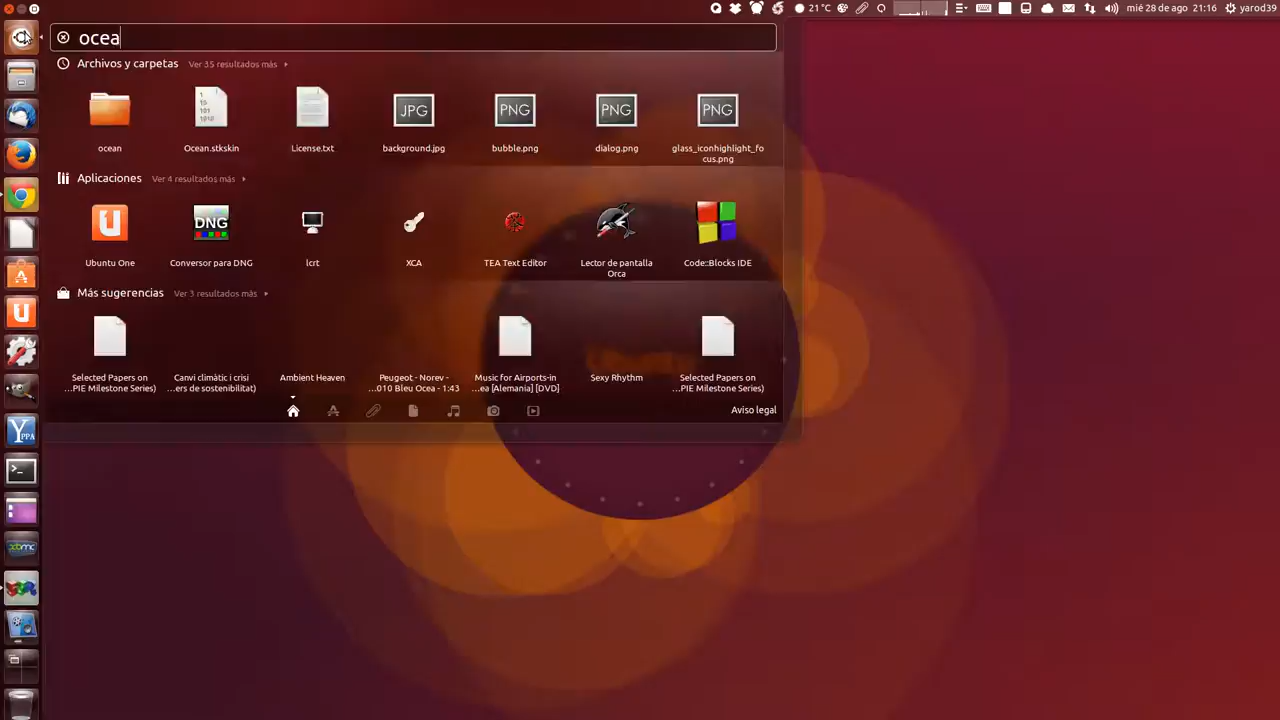 21°C
mié 28 de ago
21:16
yarod39
ocea
Archivos y carpetas
Ver 35 resultados más
ocean
Ocean.stkskin
License.txt
background.jpg
bubble.png
dialog.png
glass_iconhighlight_fo
cus.png
1
10
101
1010
JPG
PNG
PNG
PNG
Aplicaciones
Ver 4 resultados más
DNG
Ubuntu One
Conversor para DNG
lcrt
XCA
TEA Text Editor
Lector de pantalla
Orca
Code::Blocks IDE
Más sugerencias
Ver 3 resultados más
Selected Papers on
...PIE Milestone Series)
Canvi climàtic i crisi
...ers de sostenibilitat)
Ambient Heaven
Peugeot - Norev -
...010 Bleu Ocea - 1:43
Music for Airports-in
...ea [Alemania] [DVD]
Sexy Rhythm
Selected Papers on
...PIE Milestone Series)
Aviso legal